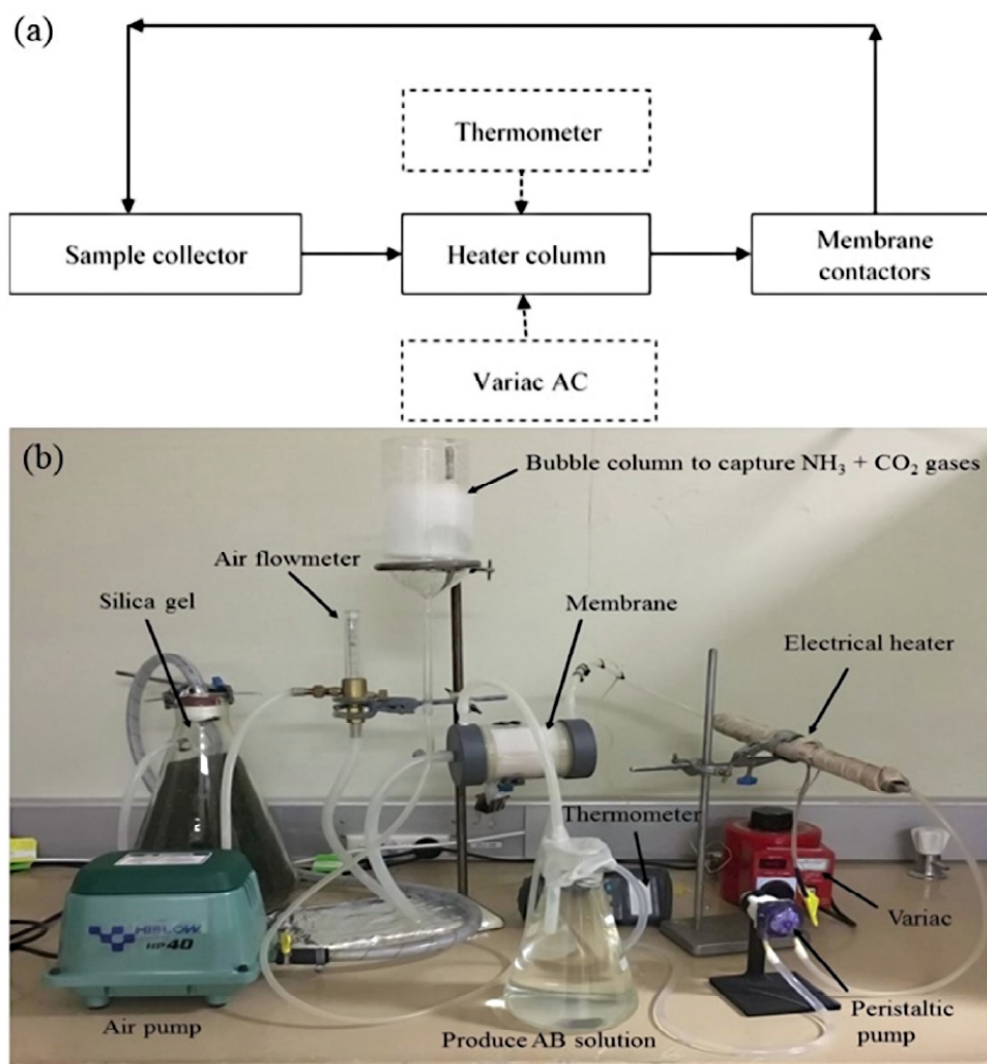 (a)
Thermometer
Sample collector
Heater column
Membrane
contactors
Variac AC
(b)
Bubble column to capture NH₃ + CO₂ gases
Air flowmeter
Silica gel
Membrane
Electrical heater
Thermometer
HIBLOW
HP40
Variac
Air pump
Produce AB solution
Peristaltic
pump